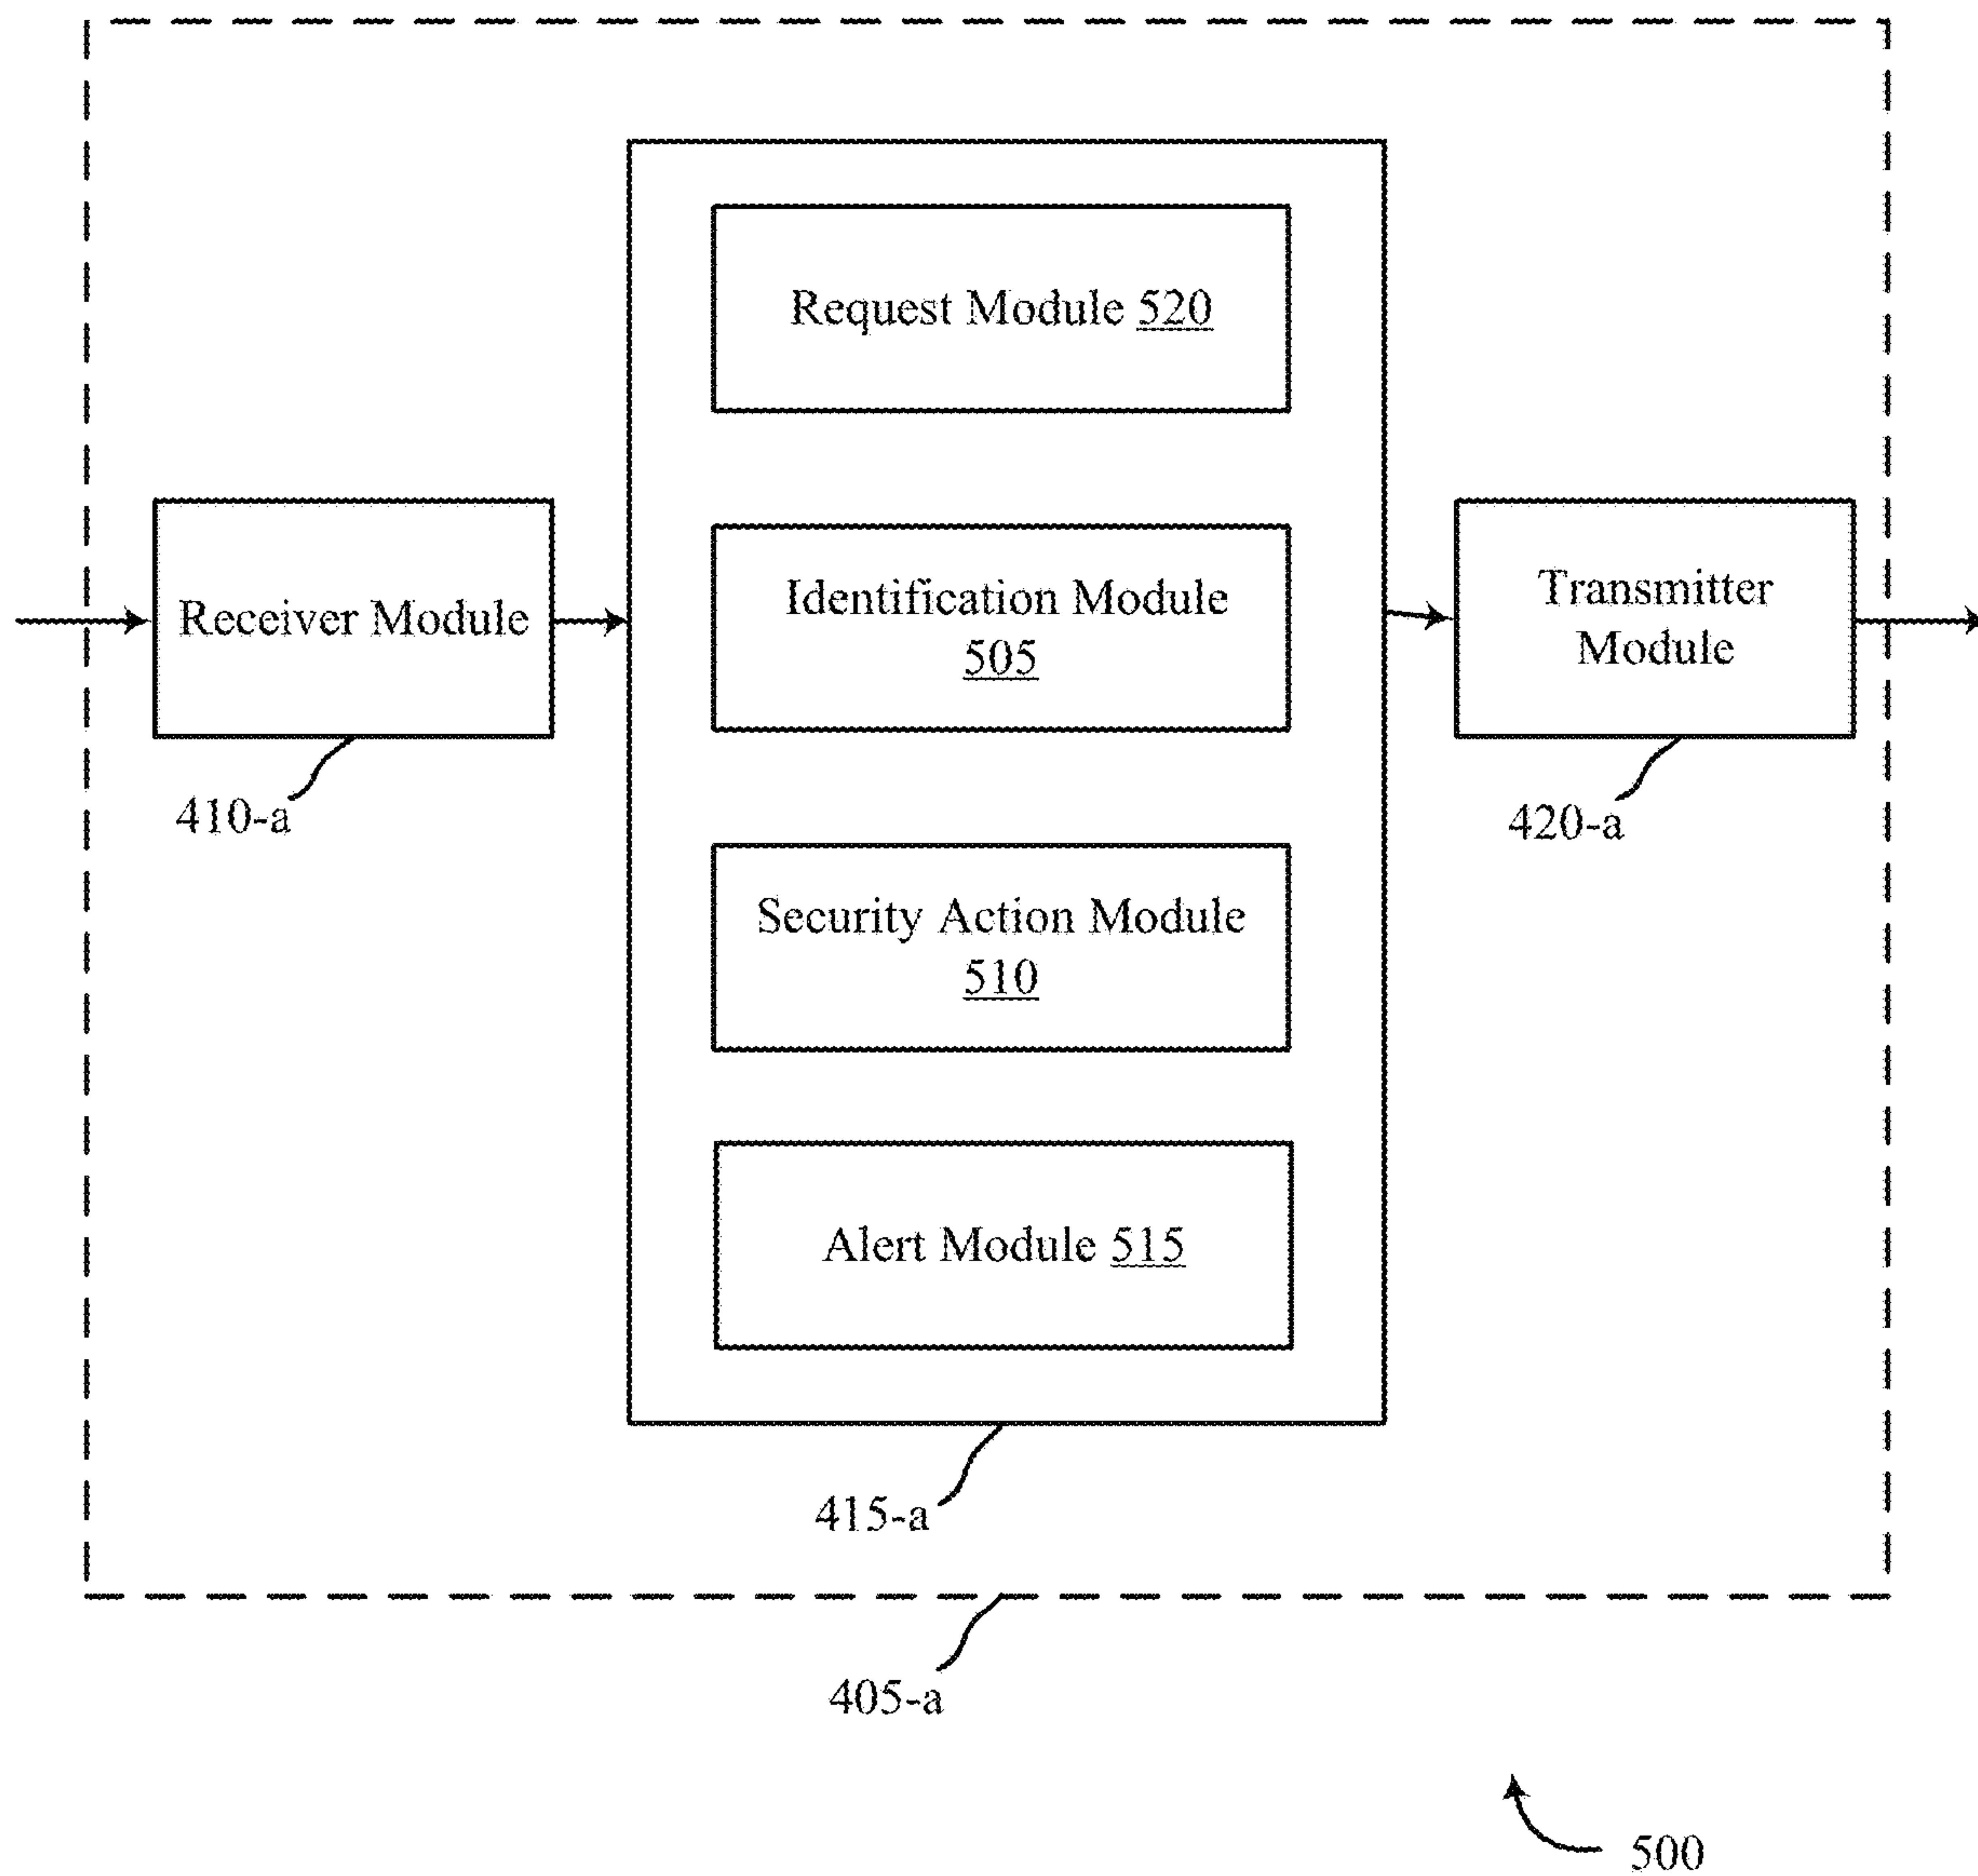 Request Module 520
Receiver Module
410-a
Identification Module
505
Transmitter
Module
420-a
Security Action Module
510
Alert Module 515
415-a
405-a
500